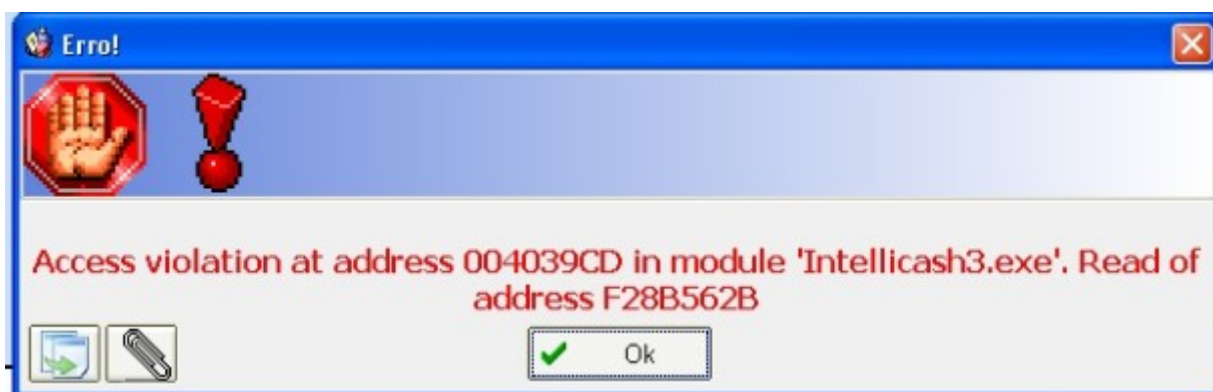 Erro!
Access violation at address 004039CD in module 'Intellicash3.exe'. Read of
address F28B562B
Ok